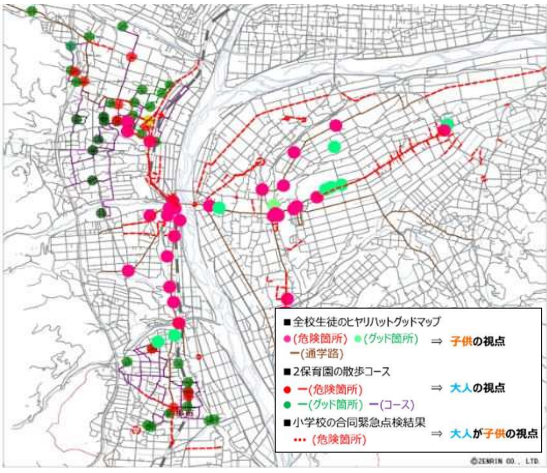 ■全校生徒のヒヤリハットグッドマップ
●(危険箇所) ●(グッド箇所) ⇒ 子供の視点
ー(通学路)
■2保育園の散歩コース
● ー(危険箇所) ⇒ 大人の視点
● ー(グッド箇所) ー(コース)
■小学校の合同緊急点検結果
••• (危険箇所) ⇒ 大人が子供の視点
©ZENRIN CO., LTD.